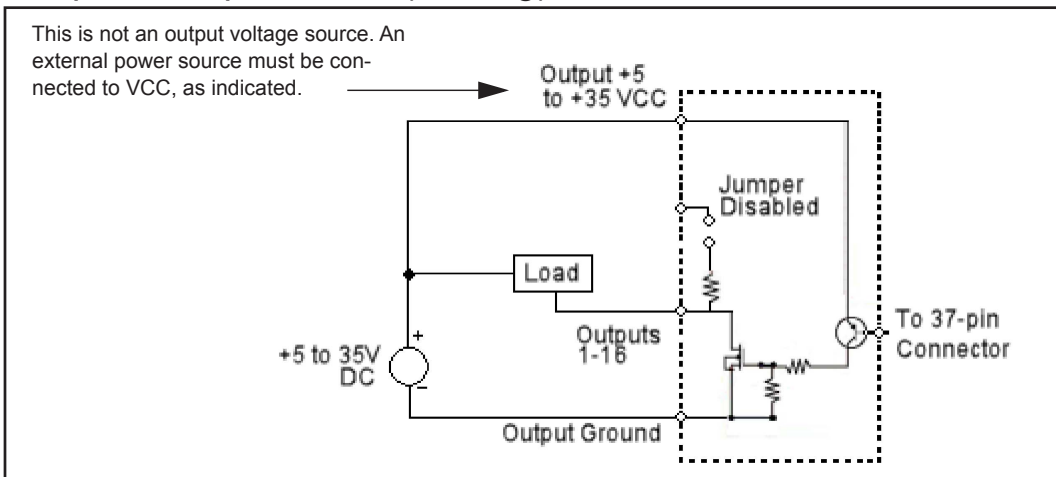 This is not an output voltage source. An
external power source must be con-
nected to VCC, as indicated.
Output +5
to +35 VCC
Jumper
Disabled
Load
Outputs
1-16
To 37-pin
Connector
+5 to 35V
DC
+
−
Output Ground